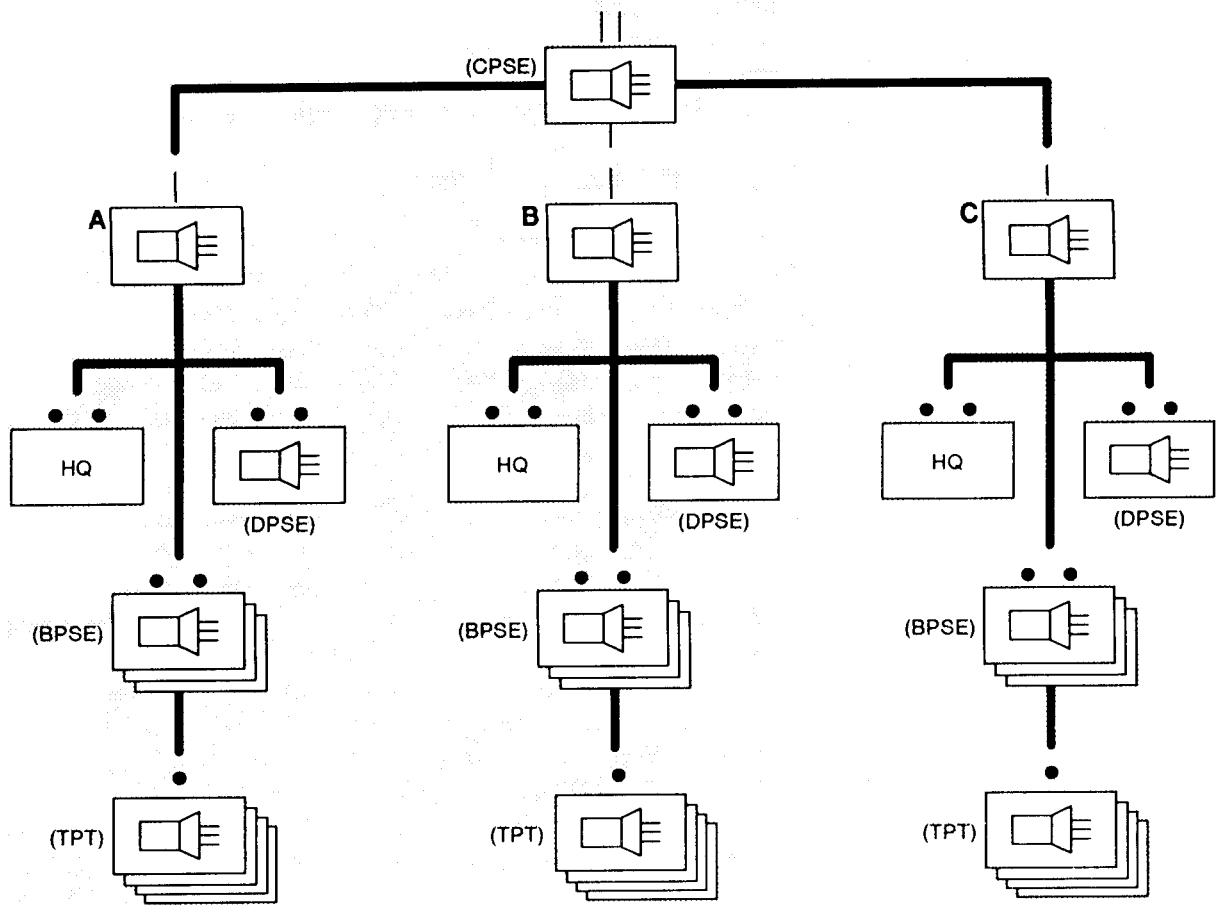 (CPSE)
A
B
C
HQ
(DPSE)
HQ
(DPSE)
HQ
(DPSE)
(BPSE)
(BPSE)
(BPSE)
(TPT)
(TPT)
(TPT)